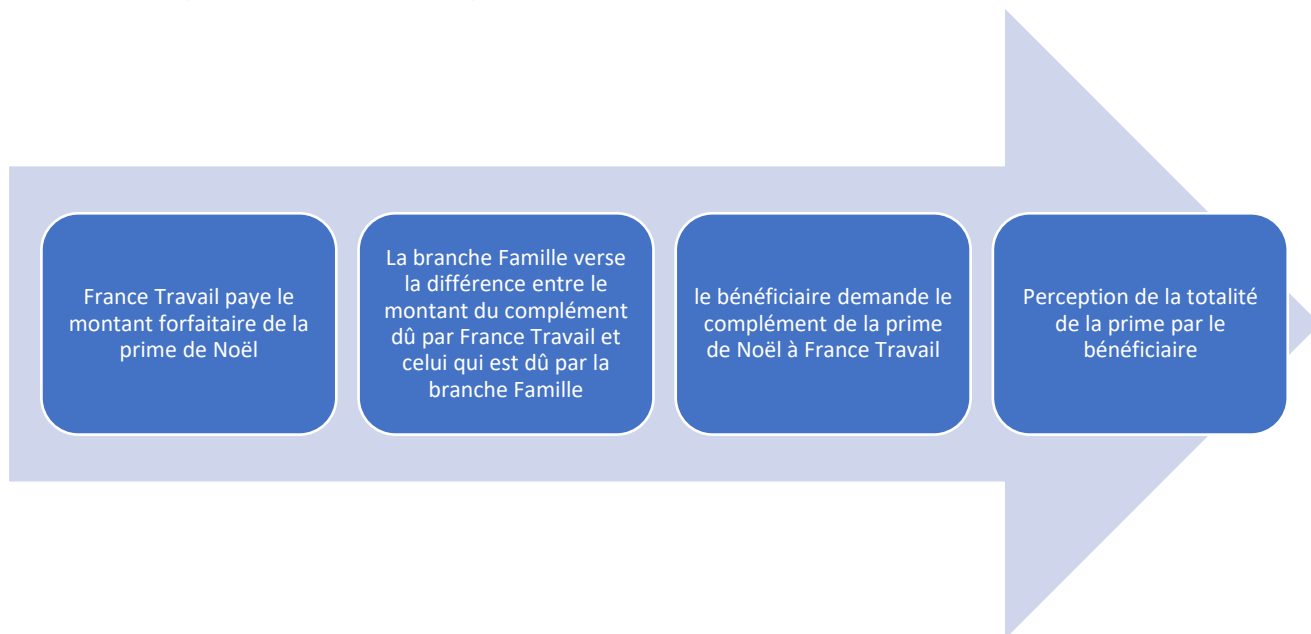 France Travail paye le
montant forfaitaire de la
prime de Noël
La branche Famille verse
la différence entre le
montant du complément
dû par France Travail et
celui qui est dû par la
branche Famille
le bénéficiaire demande le
complément de la prime
de Noël à France Travail
Perception de la totalité
de la prime par le
bénéficiaire